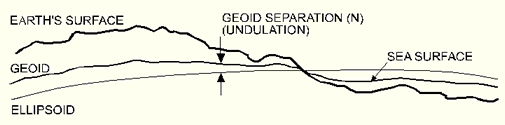 EARTH'S SURFACE
GEOID SEPARATION (N)
(UNDULATION)
SEA SURFACE
GEOID
ELLIPSOID